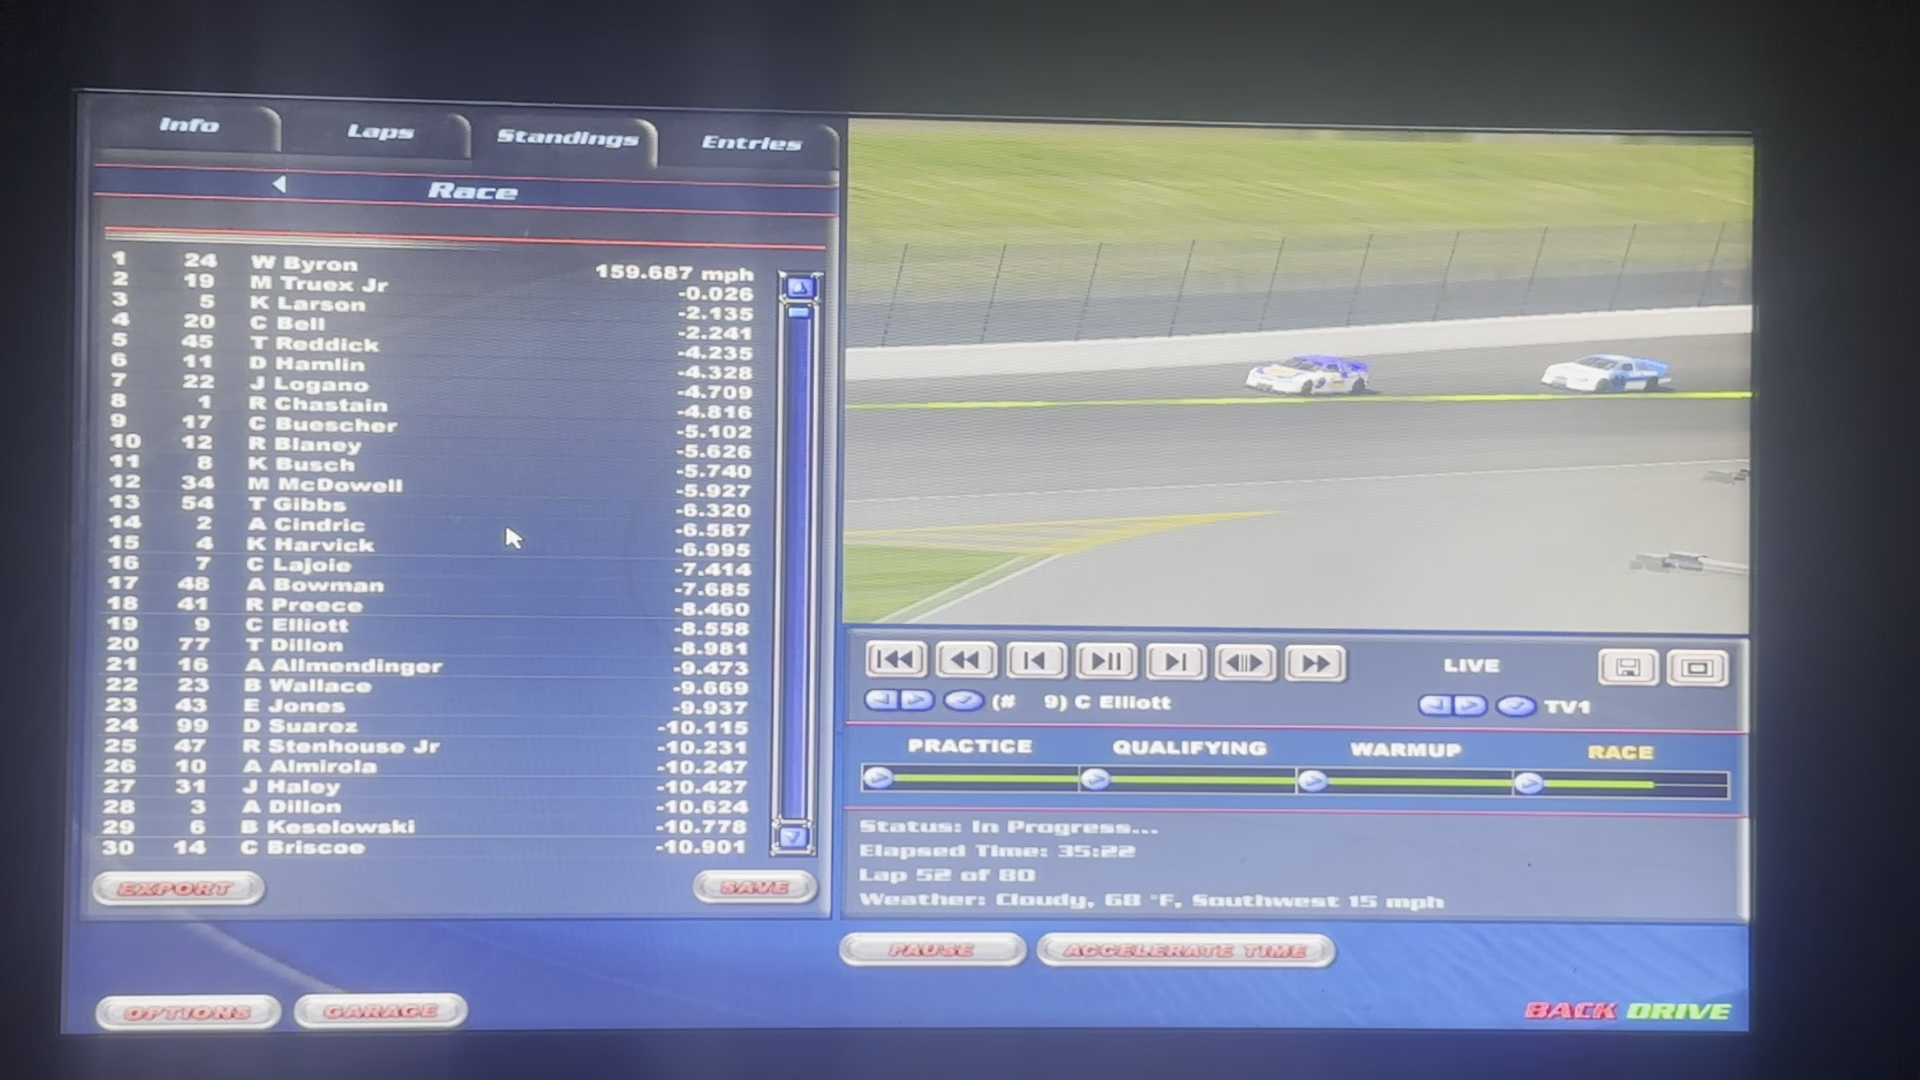 Info Laps Standings Entries
Race
1 24 W Byron 159.687 mph
2 19 M Truex Jr -0.026
3 5 K Larson -2.135
4 20 C Bell -2.241
5 45 T Reddick -4.235
6 11 D Hamlin -4.328
7 22 J Logano -4.709
8 1 R Chastain -4.816
9 17 C Buescher -5.102
10 12 R Blaney -5.626
11 8 K Busch -5.740
12 34 M McDowell -5.927
13 54 T Gibbs -6.320
14 2 A Cindric -6.587
15 4 K Harvick -6.995
16 7 C Lajoie -7.414
17 48 A Bowman -7.685
18 41 R Preece -8.460
19 9 C Elliott -8.558
20 77 T Dillon -8.981
21 16 A Allmendinger -9.473
22 23 B Wallace -9.669
23 43 E Jones -9.937
24 99 D Suarez -10.115
25 47 R Stenhouse Jr -10.231
26 10 A Almirola -10.247
27 31 J Haley -10.427
28 3 A Dillon -10.624
29 6 B Keselowski -10.778
30 14 C Briscoe -10.901
EXPORT SAVE
LIVE
(# 9) C Elliott TV1
PRACTICE QUALIFYING WARMUP RACE
Status: In Progress...
Elapsed Time: 35:22
Lap 52 of 80
Weather: Cloudy, 68 °F, Southwest 15 mph
PAUSE ACCELERATE TIME
OPTIONS GARAGE
BACK DRIVE